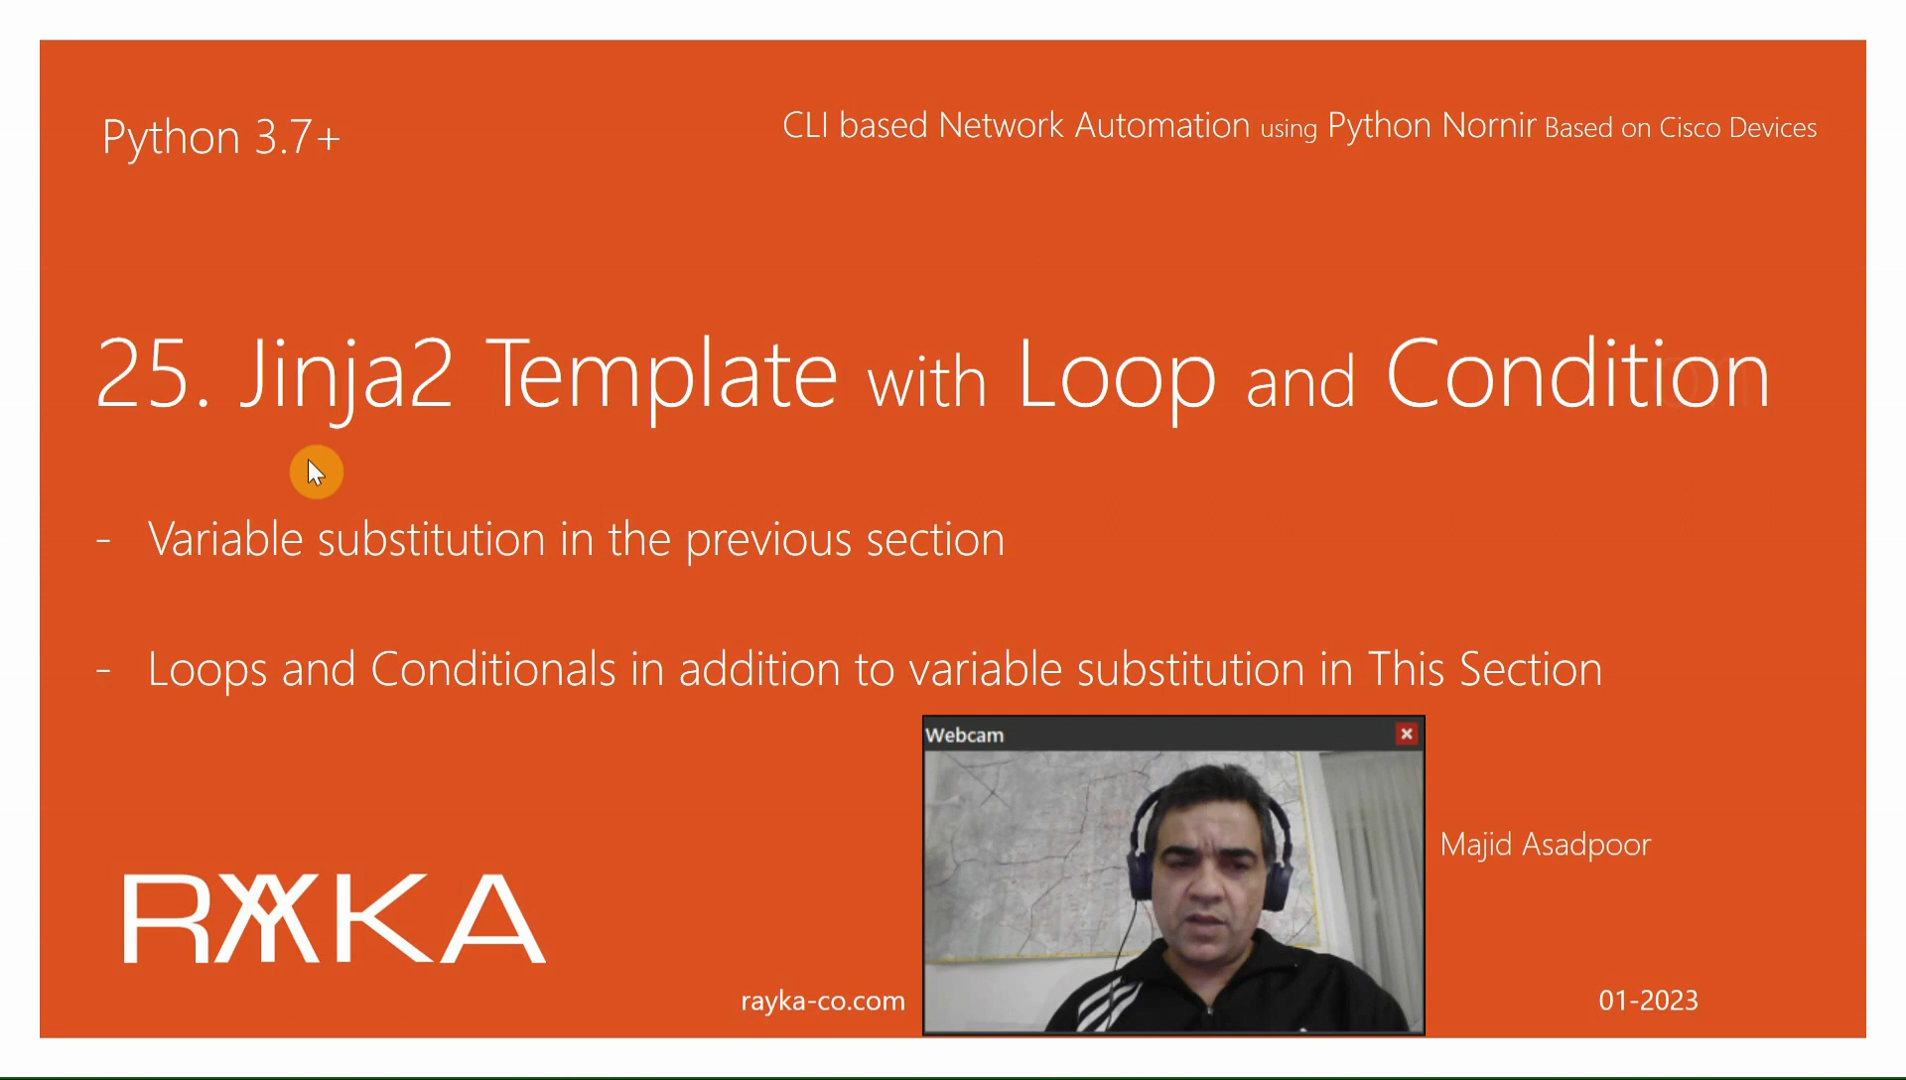 Python 3.7+
CLI based Network Automation using Python Nornir Based on Cisco Devices
25. Jinja2 Template with Loop and Condition
- Variable substitution in the previous section
- Loops and Conditionals in addition to variable substitution in This Section
Webcam
Majid Asadpoor
RAYKA
rayka-co.com
01-2023